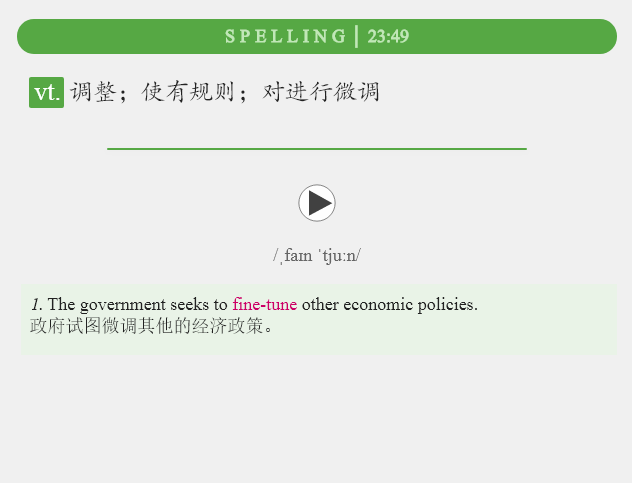 SPELLING | 23:49
vt. 调整；使有规则；对进行微调
/ˌfaɪn ˈtjuːn/
1. The government seeks to fine-tune other economic policies.
政府试图微调其他的经济政策。